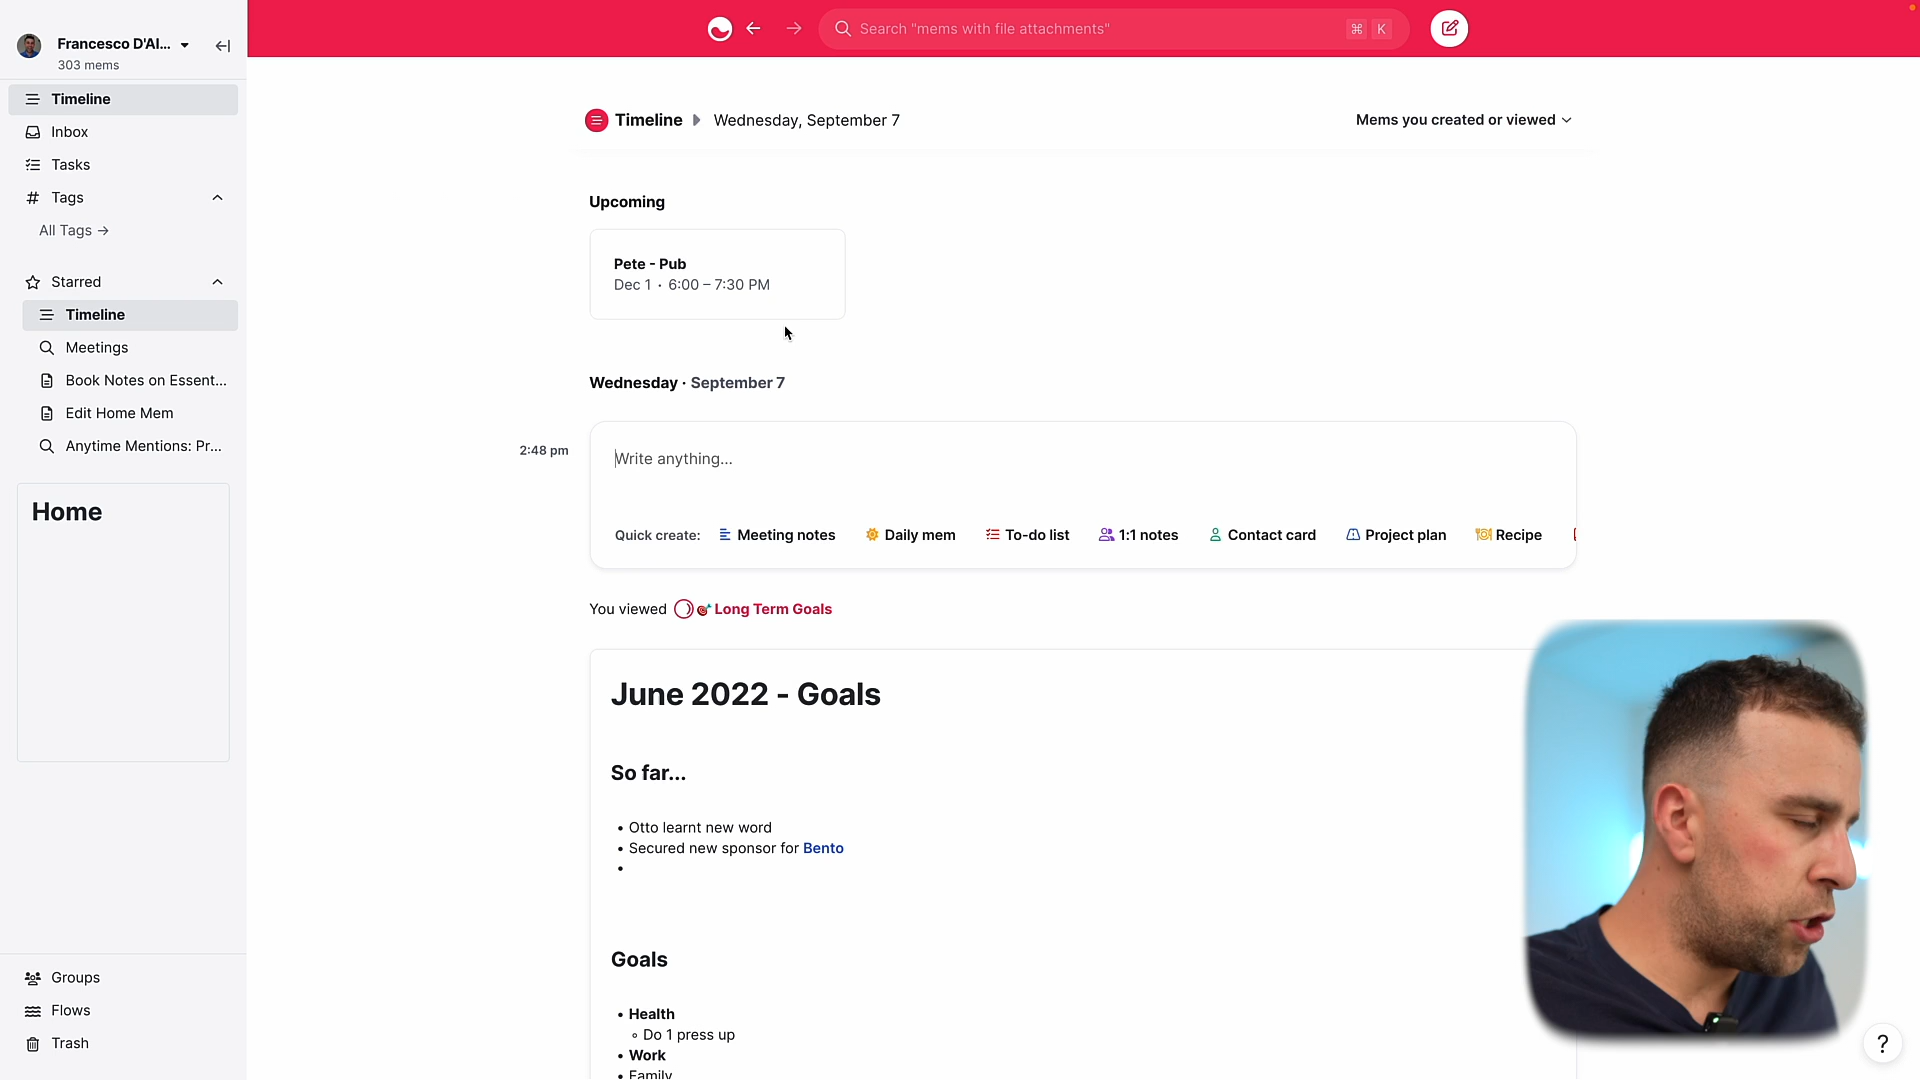 Francesco D'Al...
303 mems
Timeline
Inbox
Tasks
Tags
All Tags →
Starred
Timeline
Meetings
Book Notes on Essent...
Edit Home Mem
Anytime Mentions: Pr...
Home
Groups
Flows
Trash
Search "mems with file attachments"
⌘ K
Timeline Wednesday, September 7
Mems you created or viewed
Upcoming
Pete - Pub
Dec 1 · 6:00 – 7:30 PM
Wednesday · September 7
2:48 pm
Write anything...
Quick create: Meeting notes Daily mem To-do list 1:1 notes Contact card Project plan Recipe
You viewed Long Term Goals
June 2022 - Goals
So far...
• Otto learnt new word
• Secured new sponsor for Bento
•
Goals
• Health
◦ Do 1 press up
• Work
• Family
?